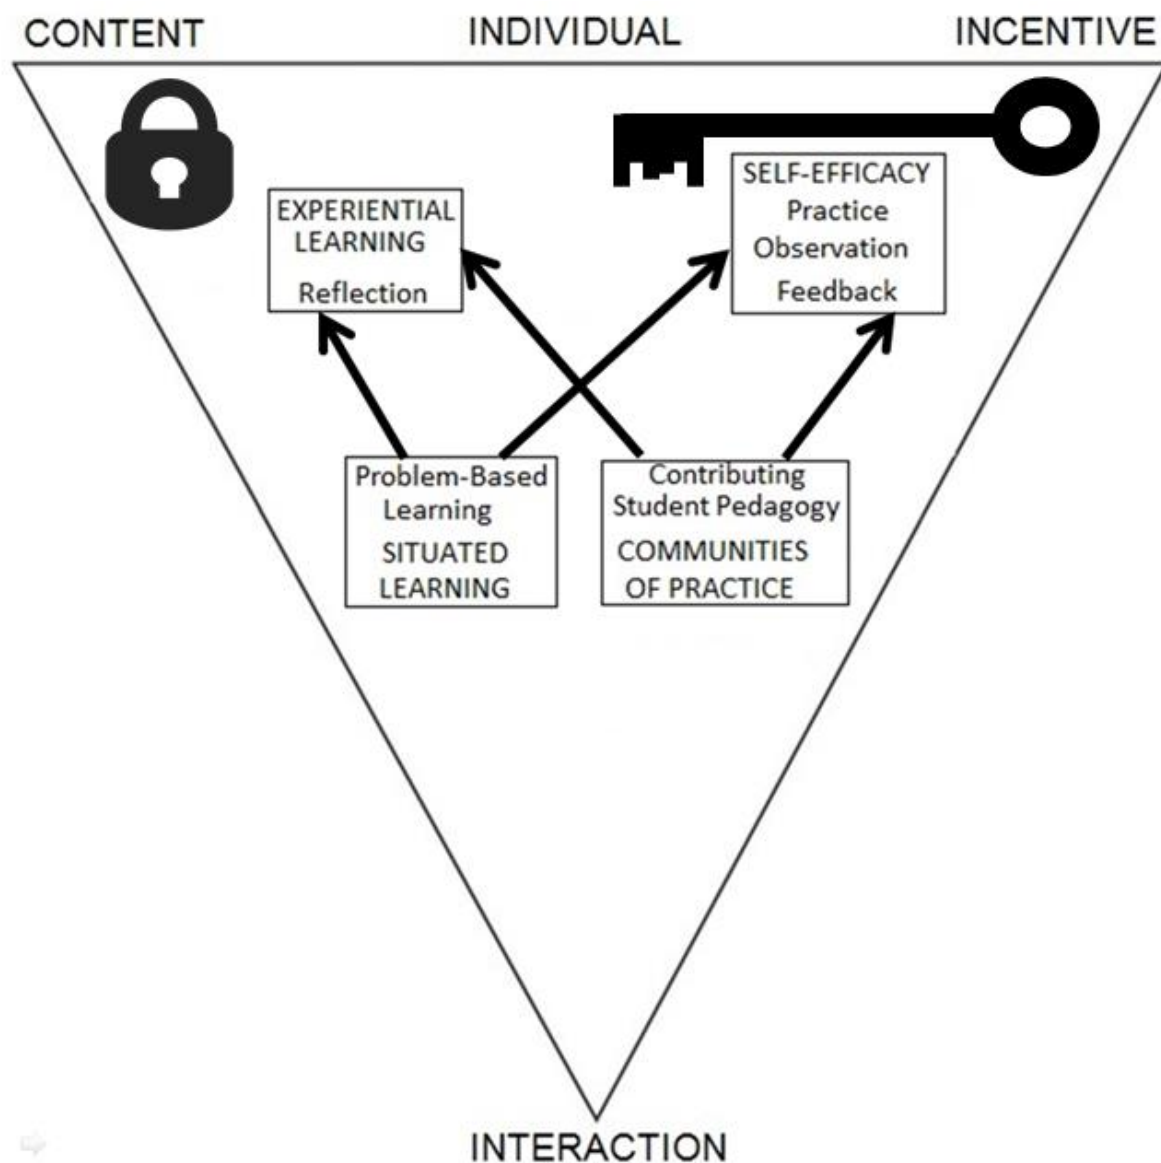 CONTENT
INDIVIDUAL
INCENTIVE
EXPERIENTIAL
LEARNING
Reflection
SELF-EFFICACY
Practice
Observation
Feedback
Problem-Based
Learning
SITUATED
LEARNING
Contributing
Student Pedagogy
COMMUNITIES
OF PRACTICE
INTERACTION